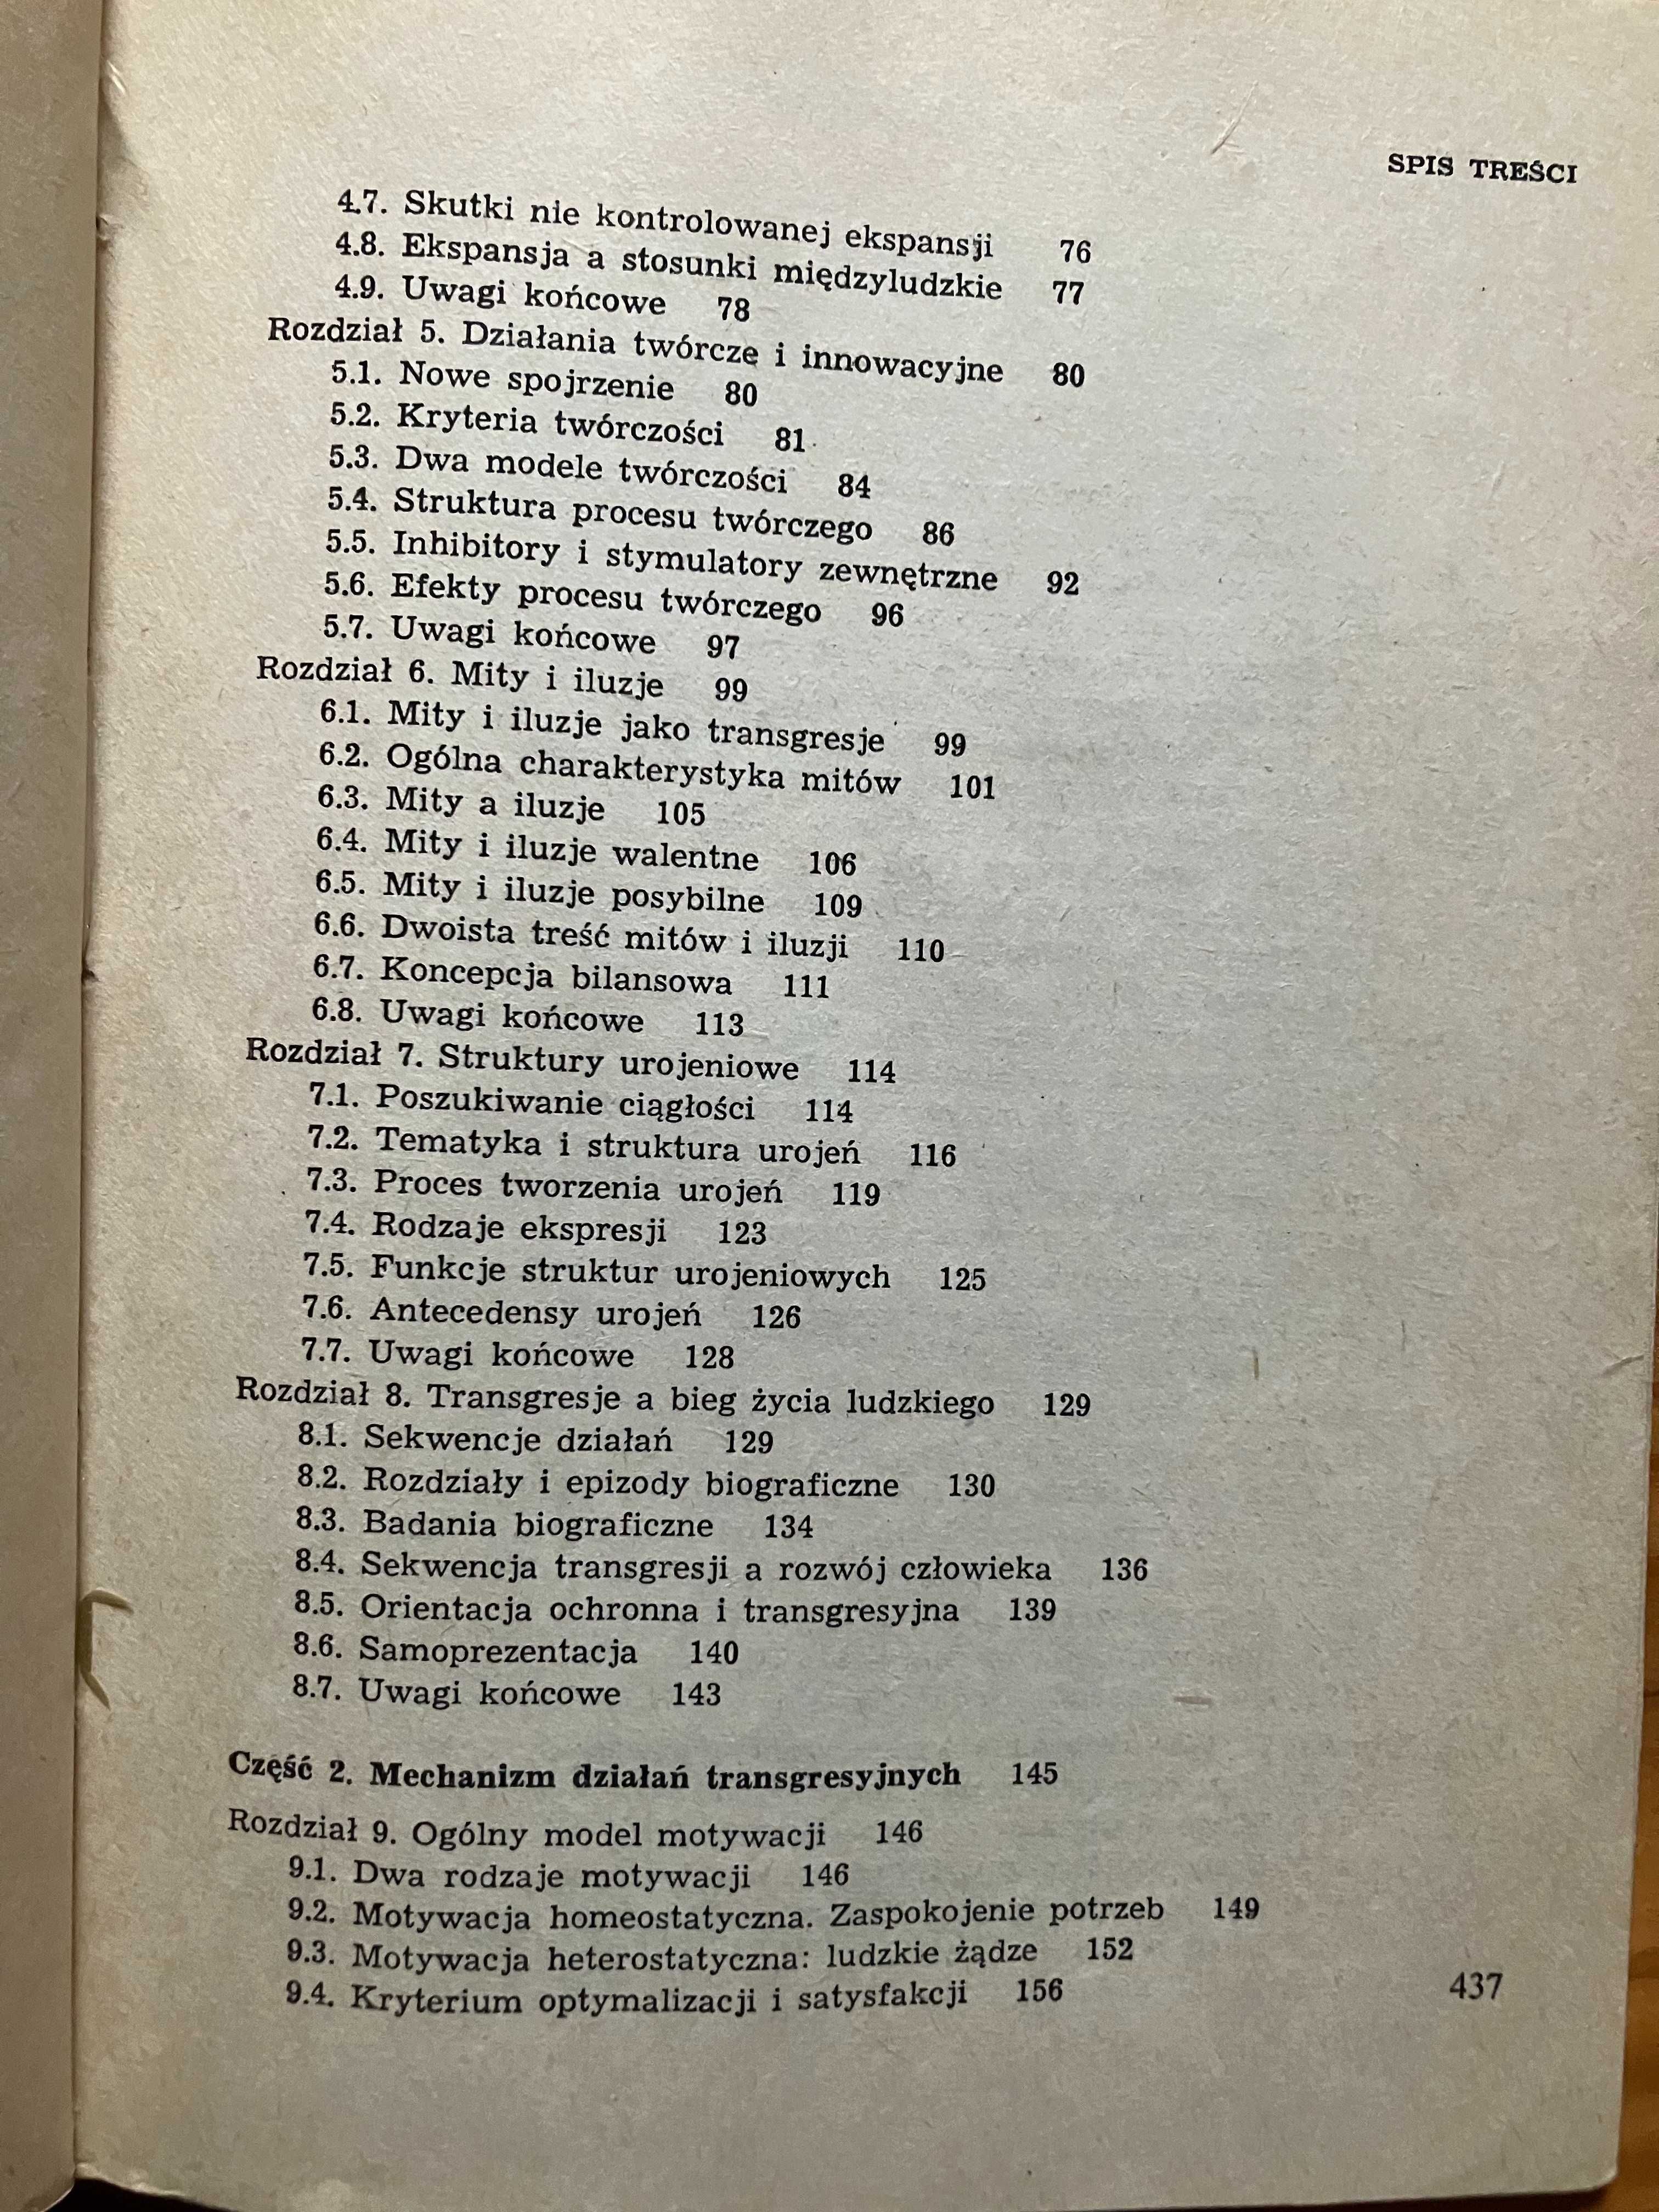 SPIS TREŚCI
4.7. Skutki nie kontrolowanej ekspansji 76
4.8. Ekspansja a stosunki międzyludzkie 77
4.9. Uwagi końcowe 78
Rozdział 5. Działania twórcze i innowacyjne 80
5.1. Nowe spojrzenie 80
5.2. Kryteria twórczości 81
5.3. Dwa modele twórczości 84
5.4. Struktura procesu twórczego 86
5.5. Inhibitory i stymulatory zewnętrzne 92
5.6. Efekty procesu twórczego 96
5.7. Uwagi końcowe 97
Rozdział 6. Mity i iluzje 99
6.1. Mity i iluzje jako transgresje 99
6.2. Ogólna charakterystyka mitów 101
6.3. Mity a iluzje 105
6.4. Mity i iluzje walentne 106
6.5. Mity i iluzje posybilne 109
6.6. Dwoista treść mitów i iluzji 110
6.7. Koncepcja bilansowa 111
6.8. Uwagi końcowe 113
Rozdział 7. Struktury urojeniowe 114
7.1. Poszukiwanie ciągłości 114
7.2. Tematyka i struktura urojeń 116
7.3. Proces tworzenia urojeń 119
7.4. Rodzaje ekspresji 123
7.5. Funkcje struktur urojeniowych 125
7.6. Antecedensy urojeń 126
7.7. Uwagi końcowe 128
Rozdział 8. Transgresje a bieg życia ludzkiego 129
8.1. Sekwencje działań 129
8.2. Rozdziały i epizody biograficzne 130
8.3. Badania biograficzne 134
8.4. Sekwencja transgresji a rozwój człowieka 136
8.5. Orientacja ochronna i transgresyjna 139
8.6. Samoprezentacja 140
8.7. Uwagi końcowe 143
Część 2. Mechanizm działań transgresyjnych 145
Rozdział 9. Ogólny model motywacji 146
9.1. Dwa rodzaje motywacji 146
9.2. Motywacja homeostatyczna. Zaspokojenie potrzeb 149
9.3. Motywacja heterostatyczna: ludzkie żądze 152
9.4. Kryterium optymalizacji i satysfakcji 156
437